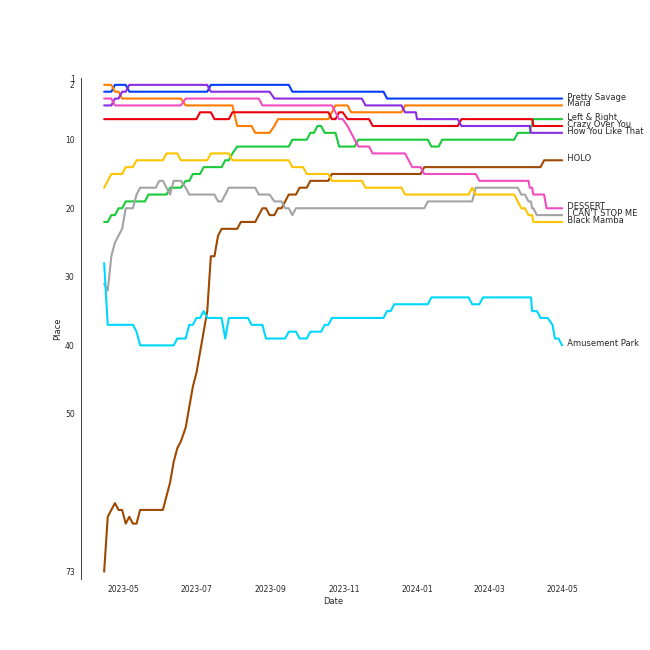 1
2
Pretty Savage
Maria
Left & Right
Crazy Over You
How You Like That
10
HOLO
DESSERT
20
I CAN'T STOP ME
Black Mamba
30
Place
40
Amusement Park
50
73
2023-05
2023-07
2023-09
2023-11
2024-01
2024-03
2024-05
Date